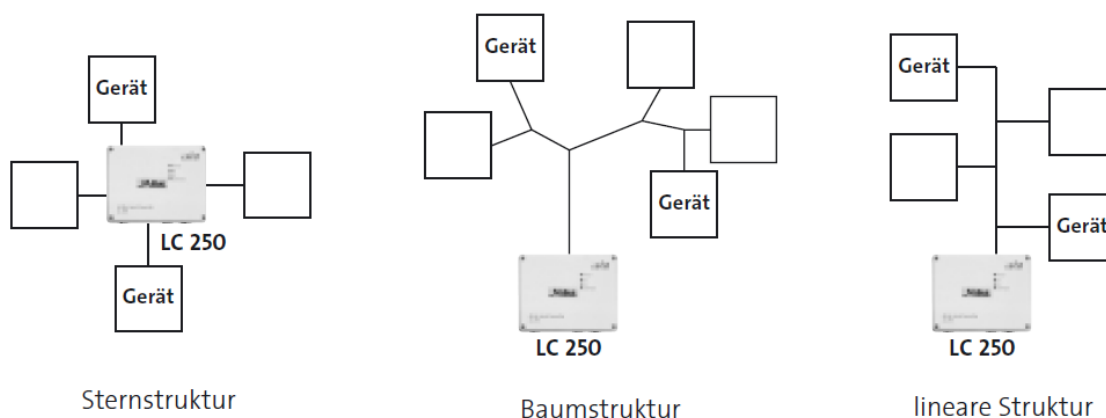 Gerät
LC 250
Gerät
Sternstruktur
Gerät
Gerät
LC 250
Baumstruktur
Gerät
Gerät
LC 250
lineare Struktur